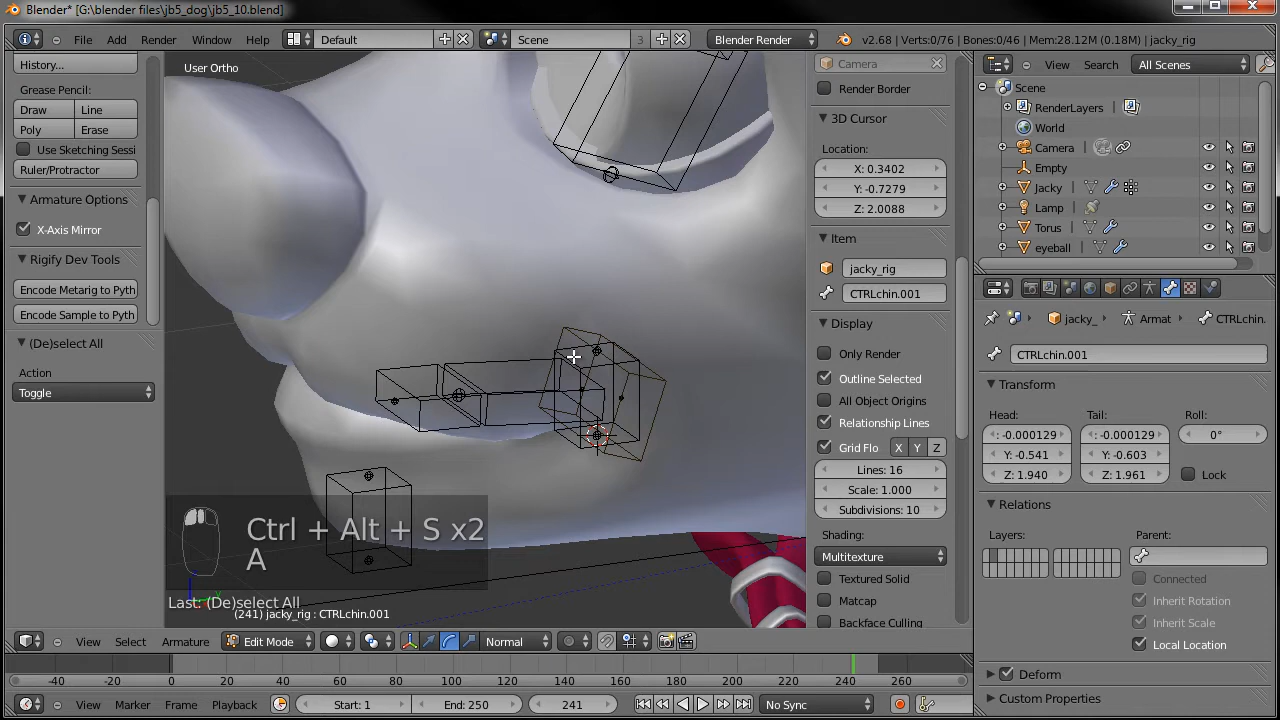 Blender* [G:\blender files\jb5_dog\jb5_10.blend]
File Add Render Window Help Default Scene 3 Blender Render v2.68 | Verts:0/76 | Bones:0/46 | Mem:28.12M (0.18M) | jacky_rig
History...
Grease Pencil:
Draw Line
Poly Erase
Use Sketching Sessi
Ruler/Protractor
Armature Options
X-Axis Mirror
Rigify Dev Tools
Encode Metarig to Pyth
Encode Sample to Pyth
(De)select All
Action
Toggle
User Ortho
Ctrl + Alt + S x2
A
Last: (De)select All
(241) jacky_rig : CTRLchin.001
Camera
Render Border
3D Cursor
Location:
X: 0.3402
Y: -0.7279
Z: 2.0088
Item
jacky_rig
CTRLchin.001
Display
Only Render
Outline Selected
All Object Origins
Relationship Lines
Grid Flo X Y Z
Lines: 16
Scale: 1.000
Subdivisions: 10
Shading:
Multitexture
Textured Solid
Matcap
Backface Culling
View Search All Scenes
Scene
RenderLayers |
World
Camera |
Empty
Jacky |
Lamp |
Torus |
eyeball |
jacky_ Armat CTRLchin.
CTRLchin.001
Transform
Head: Tail: Roll:
: -0.000129 : -0.000129 0°
Y: -0.541 Y: -0.603 Lock
Z: 1.940 Z: 1.961
Relations
Layers: Parent:
Connected
Inherit Rotation
Inherit Scale
Local Location
Deform
Custom Properties
View Select Armature Edit Mode Normal
-40 -20 0 20 40 60 80 100 120 140 160 180 200 220 240 260
View Marker Frame Playback Start: 1 End: 250 241 No Sync